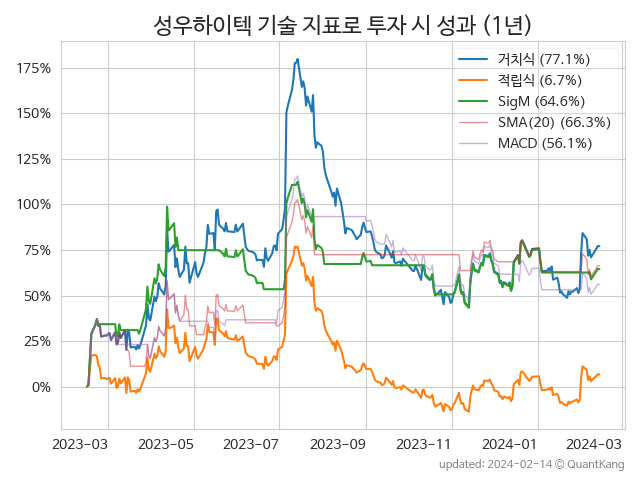 성우하이텍 기술 지표로 투자 시 성과 (1년)
거치식 (77.1%)
적립식 (6.7%)
SigM (64.6%)
SMA(20) (66.3%)
MACD (56.1%)
175%
150%
125%
100%
75%
50%
25%
0%
2023-03 2023-05 2023-07 2023-09 2023-11 2024-01 2024-03
updated: 2024-02-14 © QuantKang